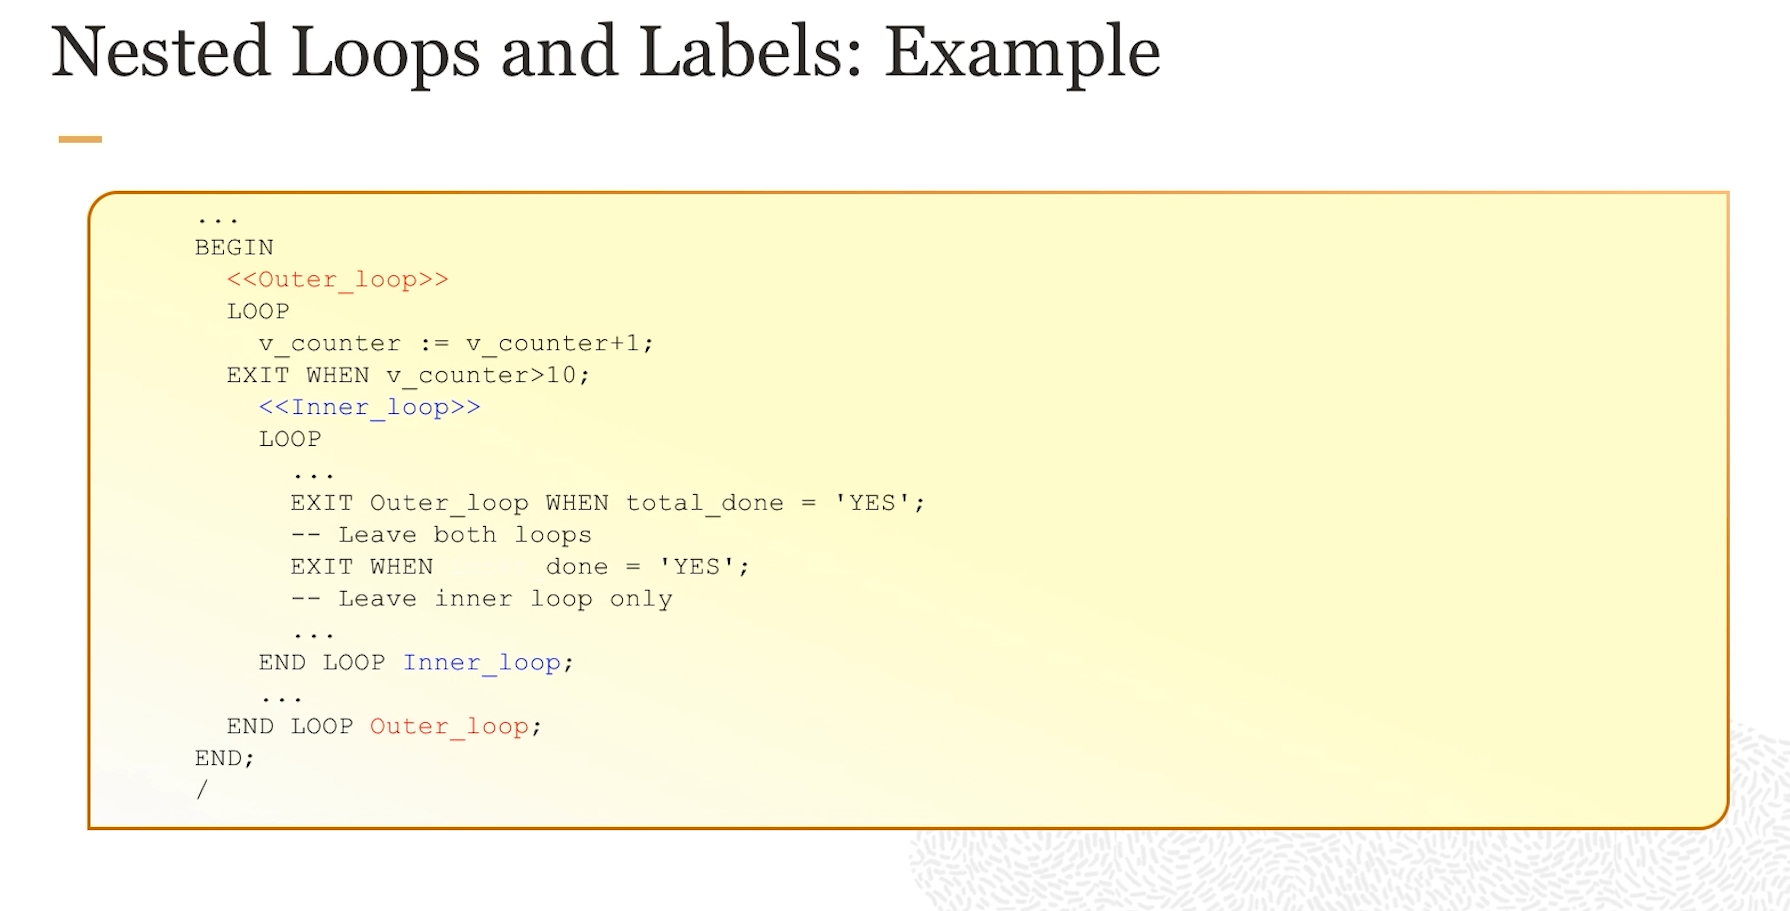 Nested Loops and Labels: Example
...
BEGIN
<<Outer_loop>>
LOOP
v_counter := v_counter+1;
EXIT WHEN v_counter>10;
<<Inner_loop>>
LOOP
...
EXIT Outer_loop WHEN total_done = 'YES';
-- Leave both loops
EXIT WHEN done = 'YES';
-- Leave inner loop only
...
END LOOP Inner_loop;
...
END LOOP Outer_loop;
END;
/